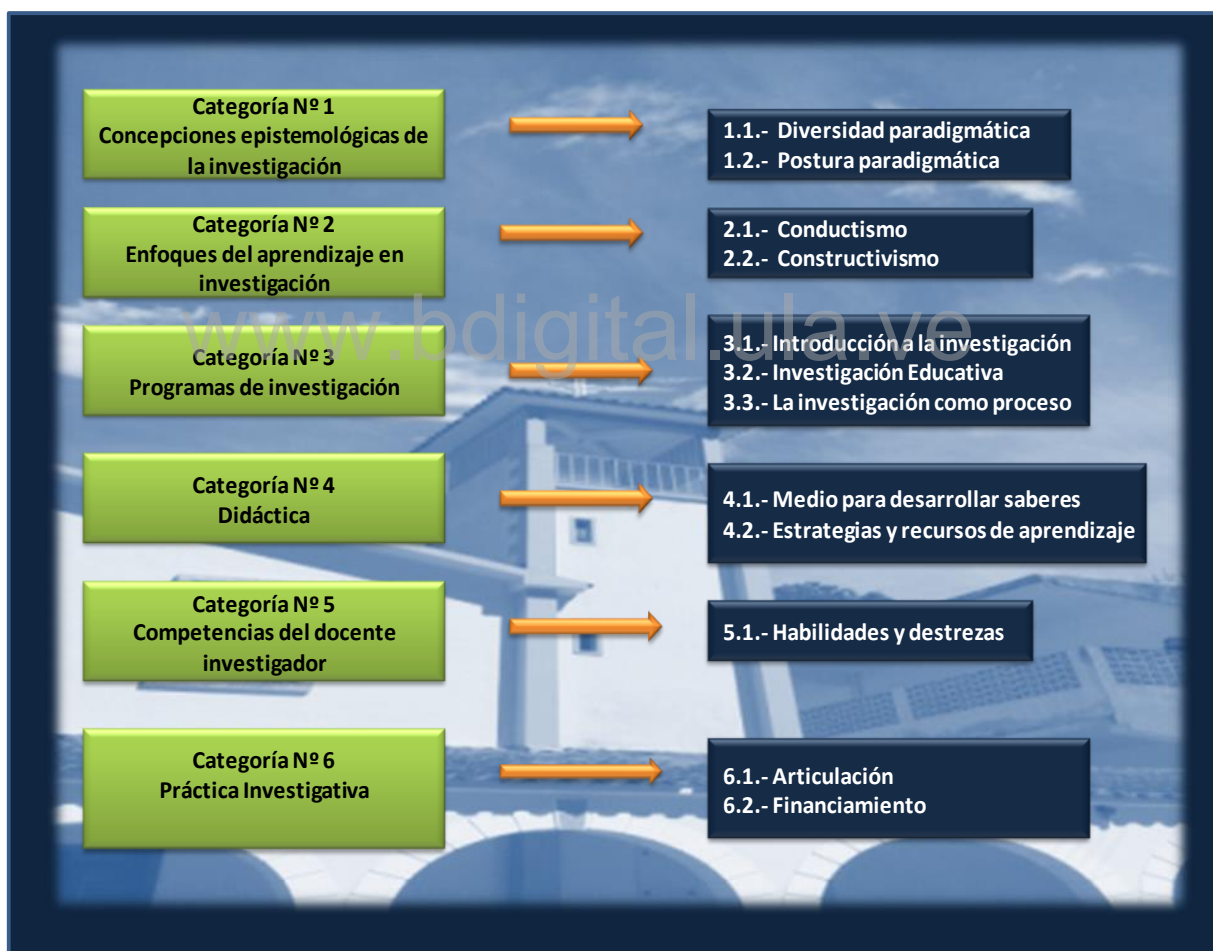 Categoría Nº 1
Concepciones epistemológicas de
la investigación
1.1.- Diversidad paradigmática
1.2.- Postura paradigmática
Categoría Nº 2
Enfoques del aprendizaje en
investigación
2.1.- Conductismo
2.2.- Constructivismo
www.bdigital.ula.ve
Categoría Nº 3
Programas de investigación
3.1.- Introducción a la investigación
3.2.- Investigación Educativa
3.3.- La investigación como proceso
Categoría Nº 4
Didáctica
4.1.- Medio para desarrollar saberes
4.2.- Estrategias y recursos de aprendizaje
Categoría Nº 5
Competencias del docente
investigador
5.1.- Habilidades y destrezas
Categoría Nº 6
Práctica Investigativa
6.1.- Articulación
6.2.- Financiamiento